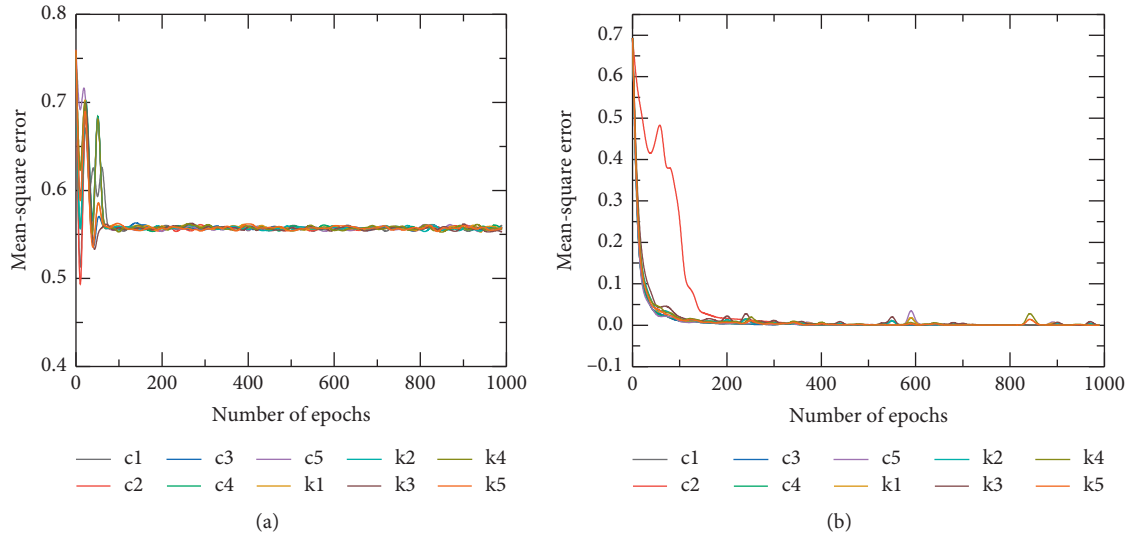 0.8
0.7
0.6
0.5
0.4
Mean-square error
0 200 400 600 800 1000
Number of epochs
c1 c3 c5 k2 k4
c2 c4 k1 k3 k5
(a)
0.7
0.6
0.5
0.4
0.3
0.2
0.1
0.0
−0.1
Mean-square error
0 200 400 600 800 1000
Number of epochs
c1 c3 c5 k2 k4
c2 c4 k1 k3 k5
(b)